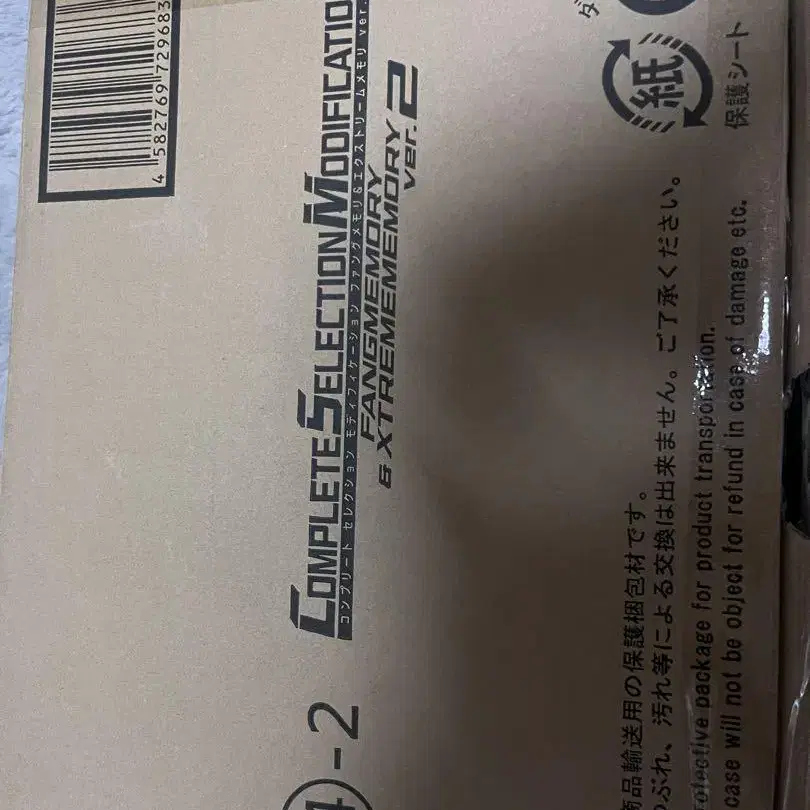 4 582769 729683
COMPLETE SELECTION MODIFICATIO
コンプリート セレクション モディフィケーション ファングメモリ&エクストリームメモリ ver.
FANGMEMORY
& XTREMEMEMORY ver.2
-2
ダ
紙
保護シート
商品輸送用の保護梱包材です。
つぶれ、汚れ等による交換は出来ません。ご了承ください。
rotective package for product transportation.
case will not be object for refund in case of damage etc.